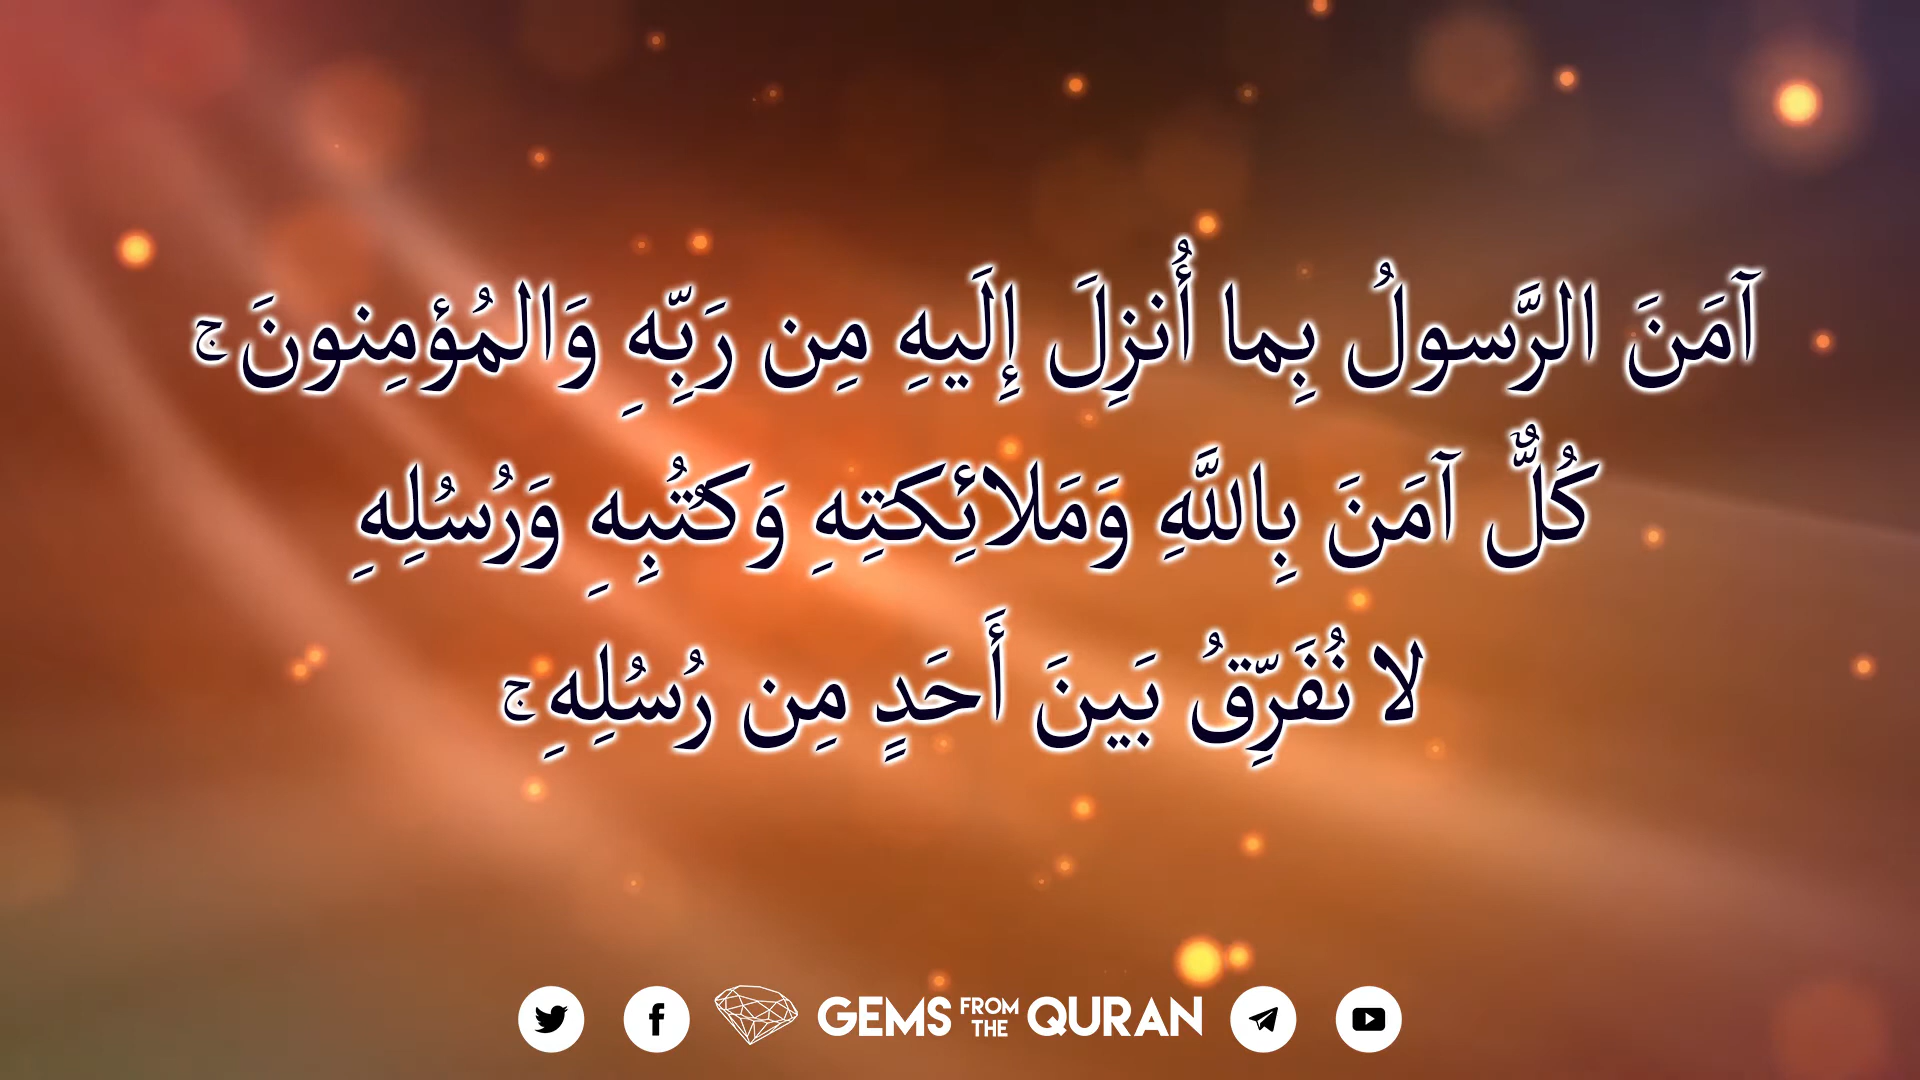 آمَنَ الرَّسولُ بِما أُنزِلَ إِلَيهِ مِن رَبِّهِ وَالمُؤمِنونَ ۚ
كُلٌّ آمَنَ بِاللَّهِ وَمَلائِكَتِهِ وَكُتُبِهِ وَرُسُلِهِ
لا نُفَرِّقُ بَينَ أَحَدٍ مِن رُسُلِهِ ۚ
GEMS FROM THE QURAN